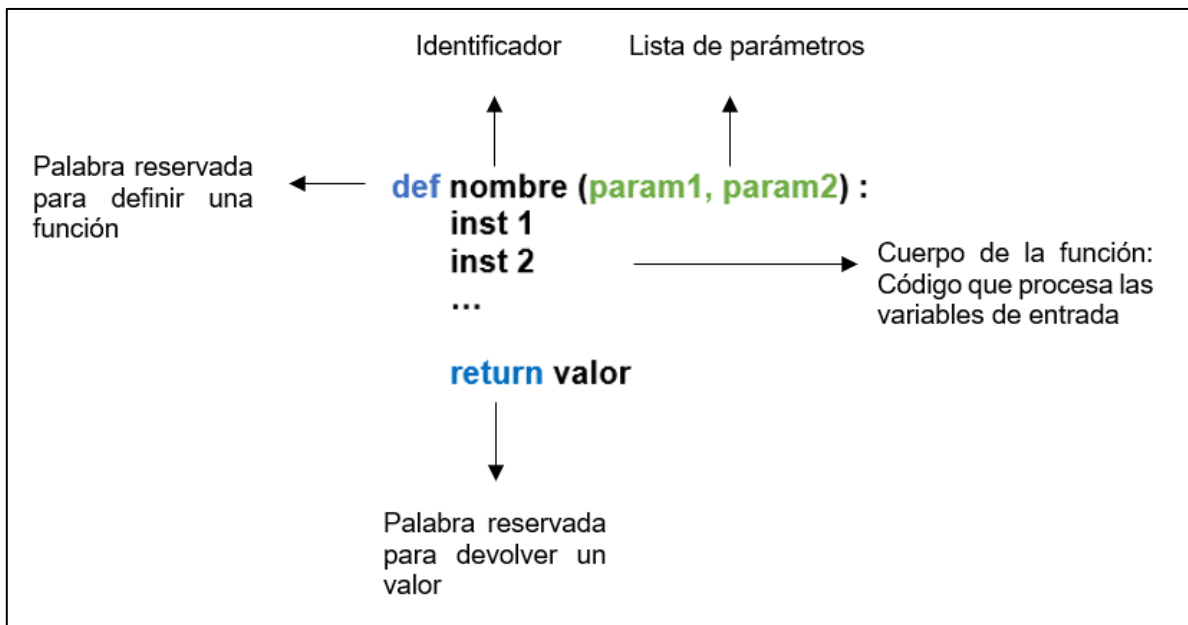 Identificador
Lista de parámetros
Palabra reservada
para definir una
función
def nombre (param1, param2) :
inst 1
inst 2
...
Cuerpo de la función:
Código que procesa las
variables de entrada
return valor
Palabra reservada
para devolver un
valor